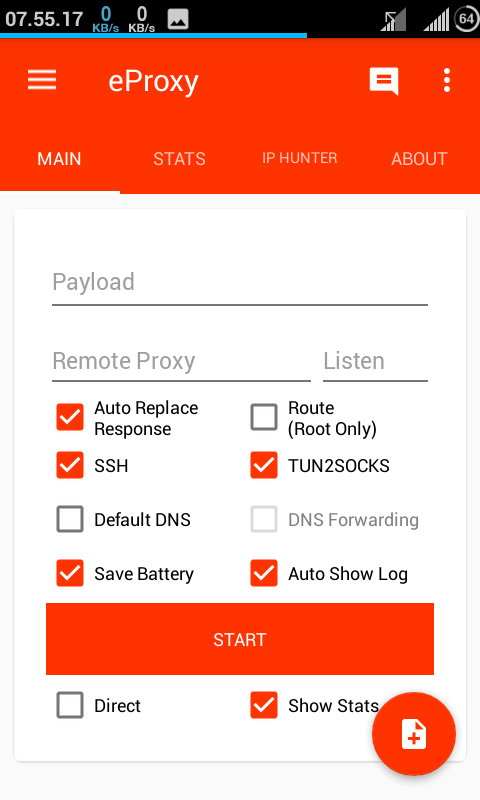 07.55.17 0 KB/s 0 KB/s 64
eProxy
MAIN STATS IP HUNTER ABOUT
Payload
Remote Proxy Listen
Auto Replace Response
Route (Root Only)
SSH TUN2SOCKS
Default DNS DNS Forwarding
Save Battery Auto Show Log
START
Direct Show Stats